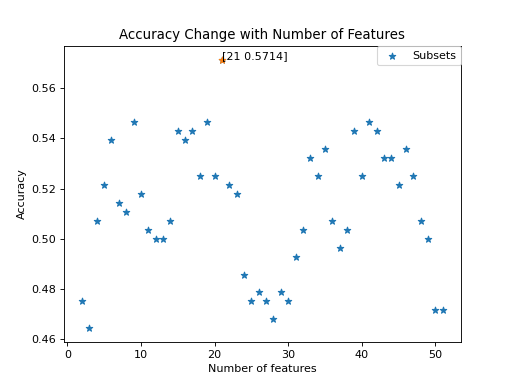 Accuracy Change with Number of Features
[21 0.5714]
Subsets
0.56
0.54
0.52
0.50
0.48
0.46
Accuracy
0 10 20 30 40 50
Number of features